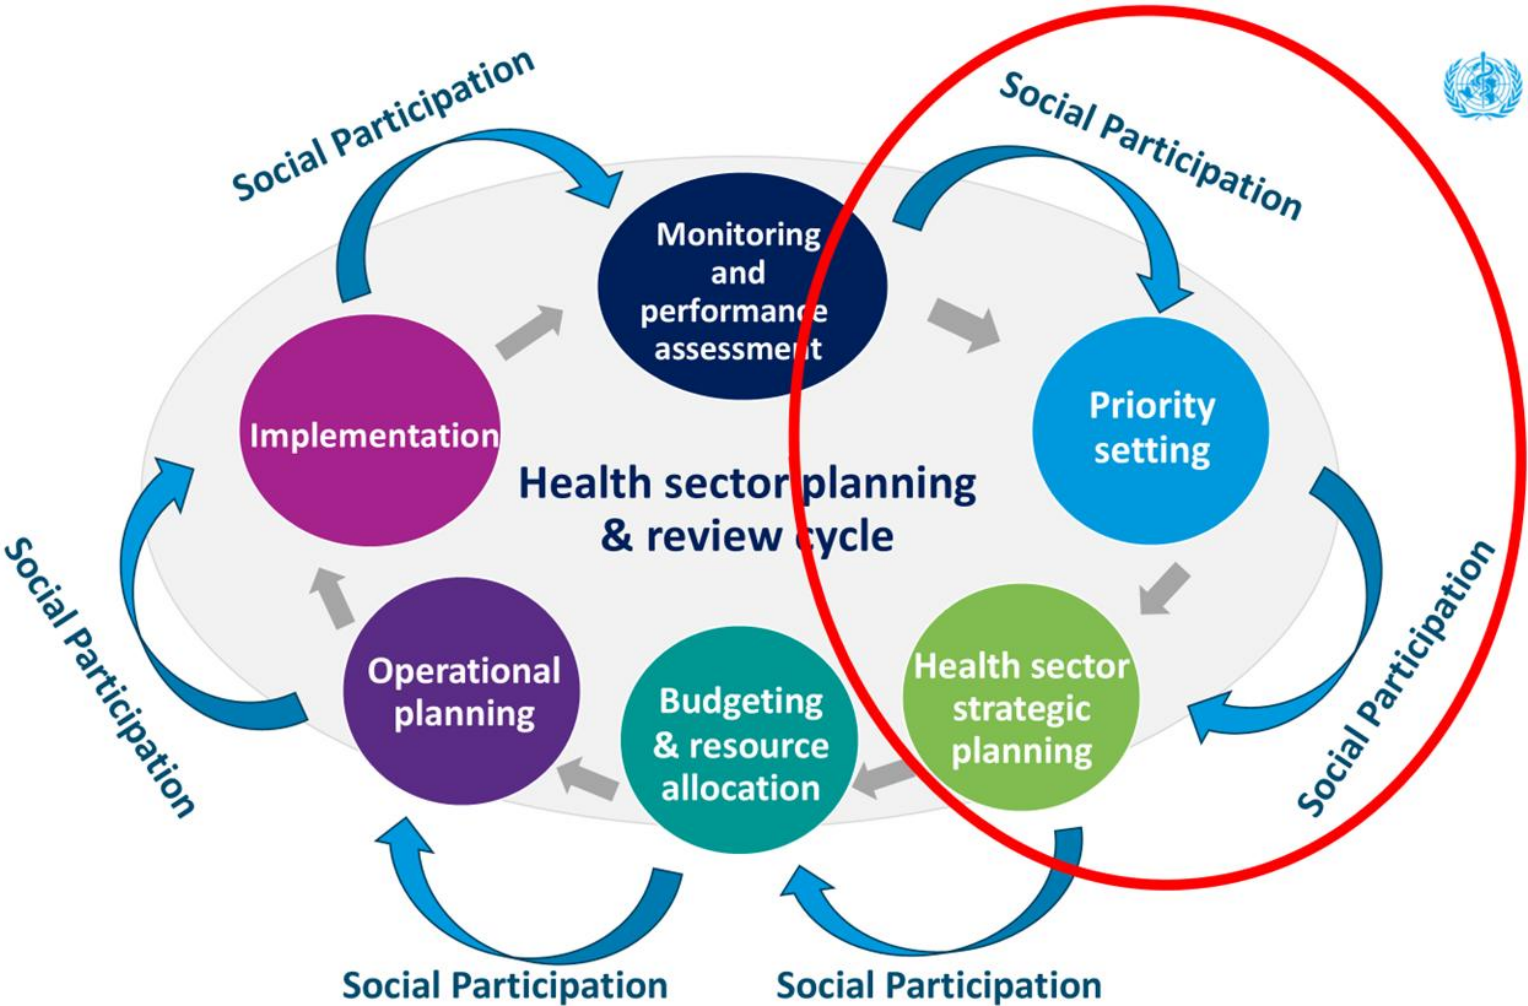 Social Participation
Social Participation
Monitoring
and
performance
assessment
Priority
setting
Implementation
Health sector planning
& review cycle
Social Participation
Social Participation
Health sector
strategic
planning
Operational
planning
Budgeting
& resource
allocation
Social Participation
Social Participation